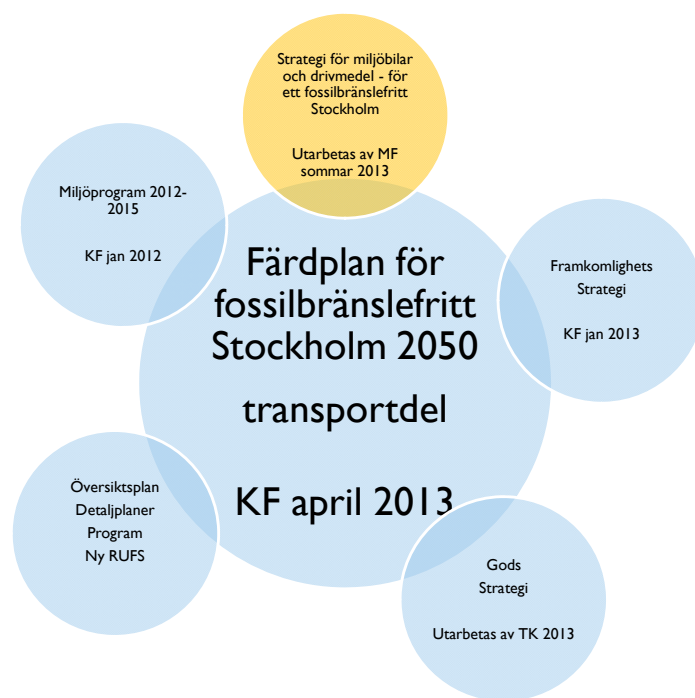 Strategi för miljöbilar
och drivmedel - för
ett fossilbränslefritt
Stockholm
Utarbetas av MF
sommar 2013
Miljöprogram 2012-
2015
KF jan 2012
Färdplan för
fossilbränslefritt
Stockholm 2050
transportdel
KF april 2013
Framkomlighets
Strategi
KF jan 2013
Översiktsplan
Detaljplaner
Program
Ny RUFS
Gods
Strategi
Utarbetas av TK 2013